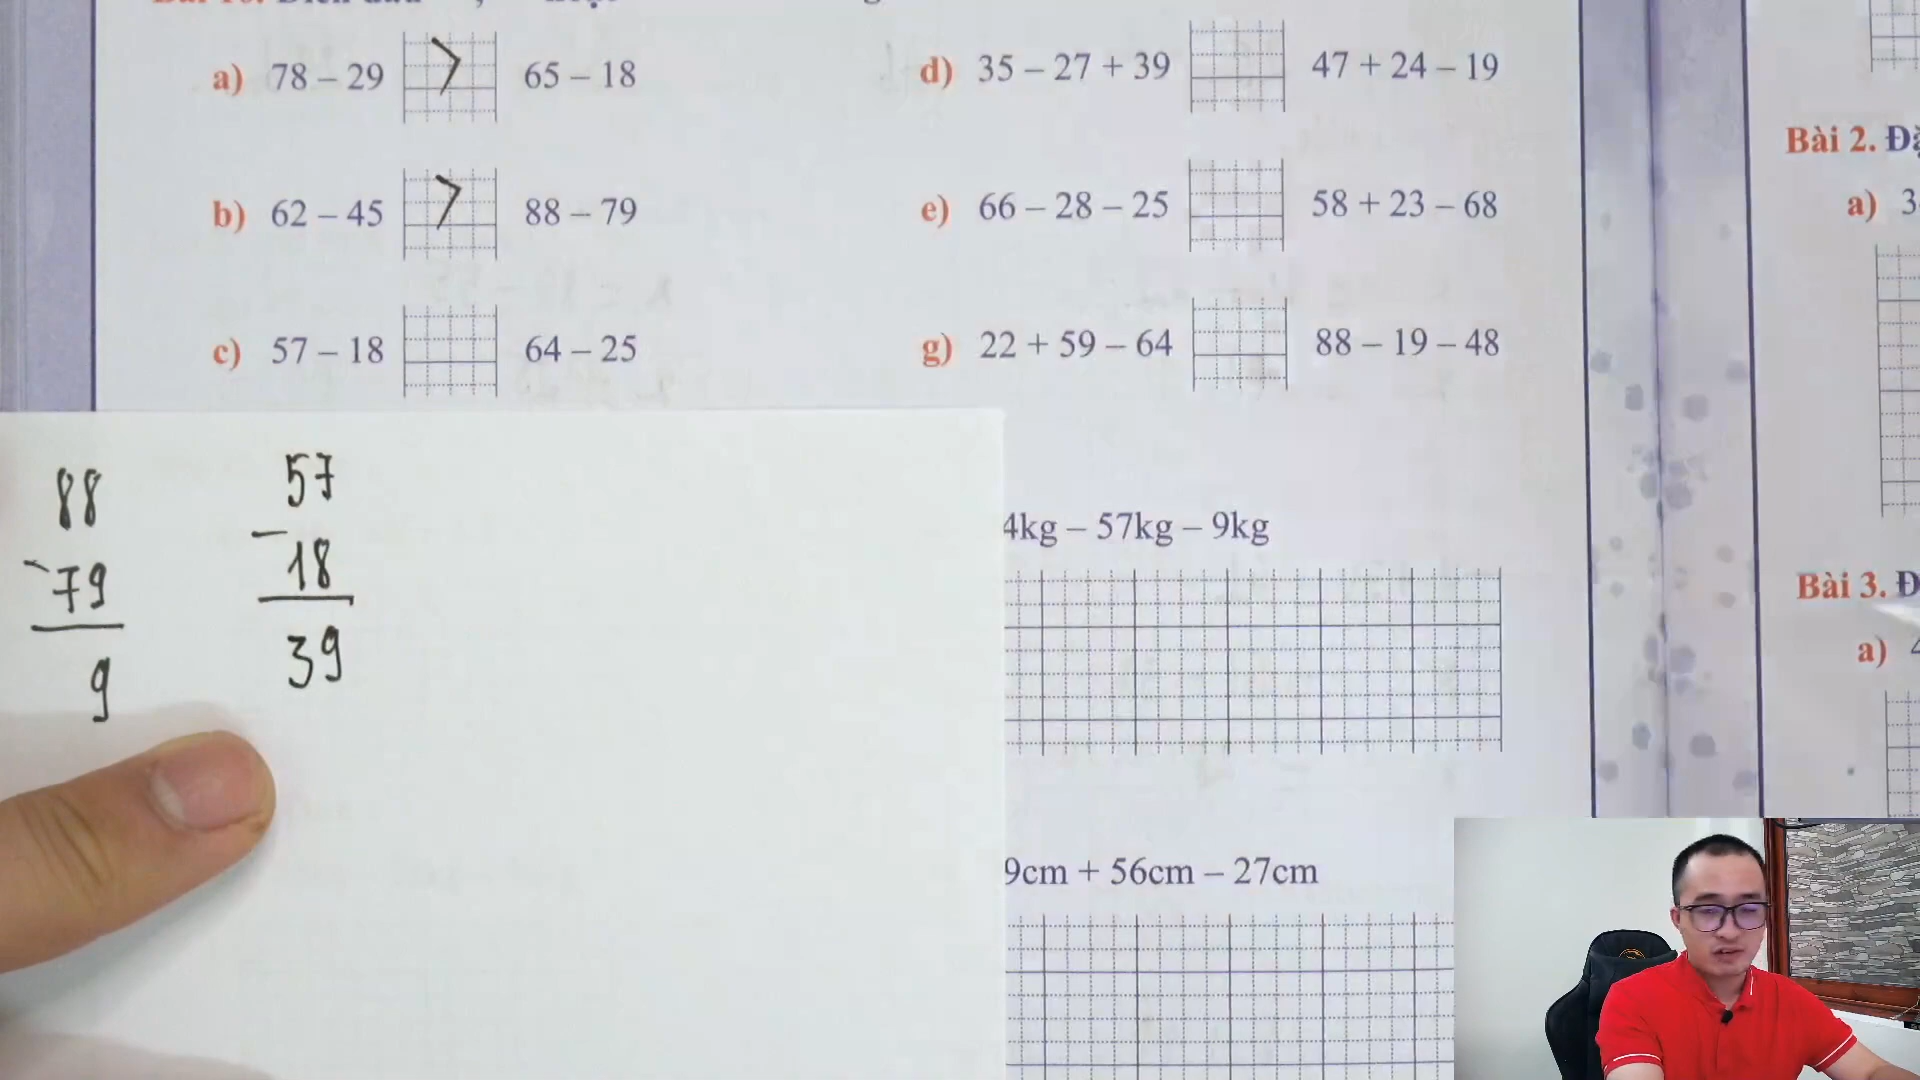 a) 78 – 29 > 65 – 18
b) 62 – 45 > 88 – 79
c) 57 – 18 64 – 25
d) 35 – 27 + 39 47 + 24 – 19
e) 66 – 28 – 25 58 + 23 – 68
g) 22 + 59 – 64 88 – 19 – 48
4kg – 57kg – 9kg
9cm + 56cm – 27cm
88
- 79
9
57
- 18
39
Bài 2.
a) 3
Bài 3.
a)